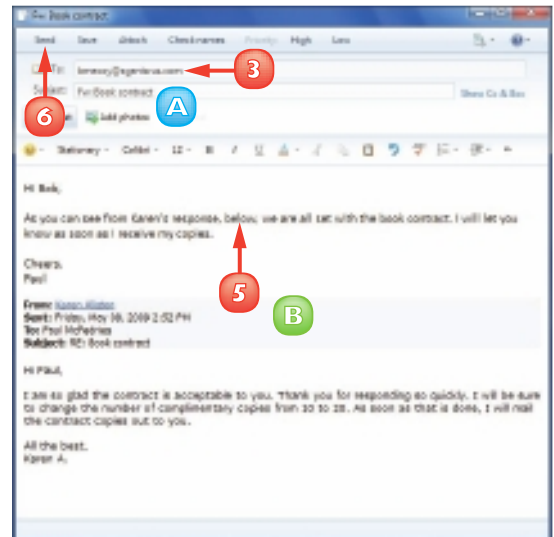 Fw: Book contract
Send Save Attach Check names Priority High Low
To: 3
Subject: Fw: Book contract Show Cc & Bcc
6 A
Add photos
Stationery Calibri 12 B I U A
Hi Bob,
As you can see from Karen's response, below, we are all set with the book contract. I will let you
know as soon as I receive my copies.
Cheers,
Paul
5
From: Karen
B
Sent: Friday, May 08, 2009 2:52 PM
To: Paul McFedries
Subject: RE: Book contract
Hi Paul,
I am so glad the contract is acceptable to you. Thank you for responding so quickly. I will be sure
to change the number of complimentary copies from 10 to As soon as that is done, I will mail
the contract copies out to you.
All the best,
Karen A.